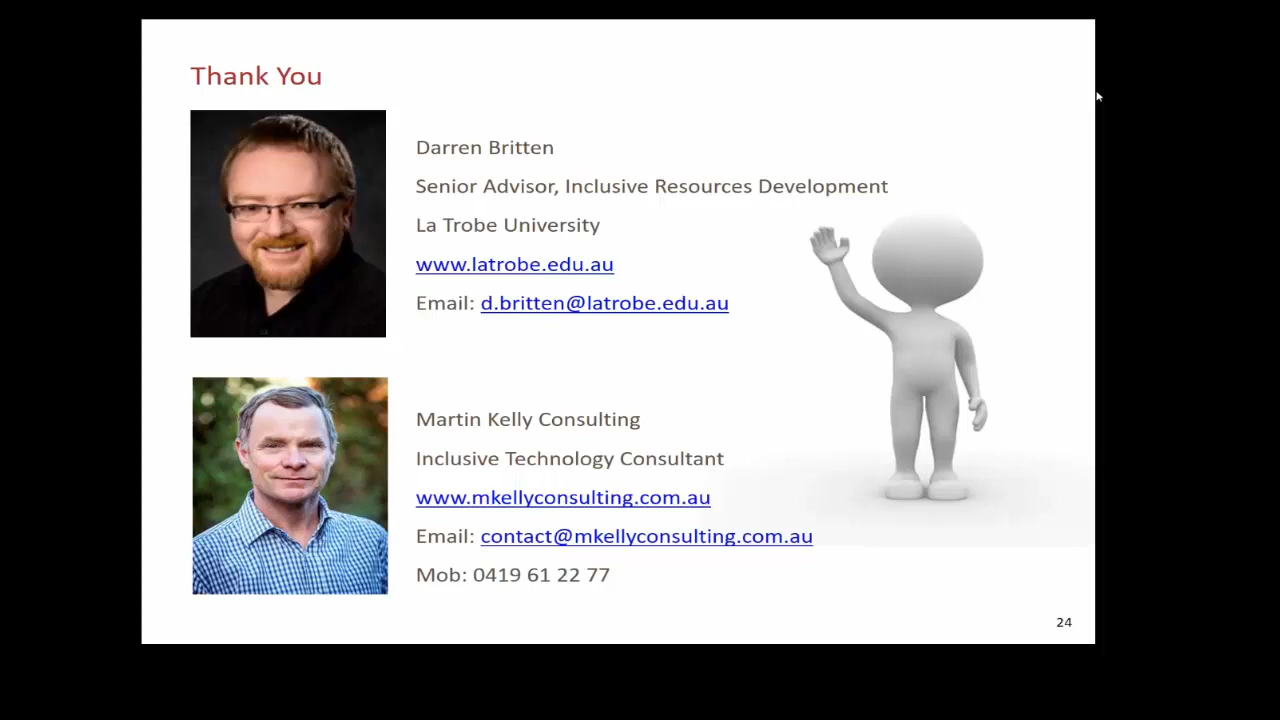 Thank You
Darren Britten
Senior Advisor, Inclusive Resources Development
La Trobe University
www.latrobe.edu.au
Email: d.britten@latrobe.edu.au
Martin Kelly Consulting
Inclusive Technology Consultant
www.mkellyconsulting.com.au
Email: contact@mkellyconsulting.com.au
Mob: 0419 61 22 77
24